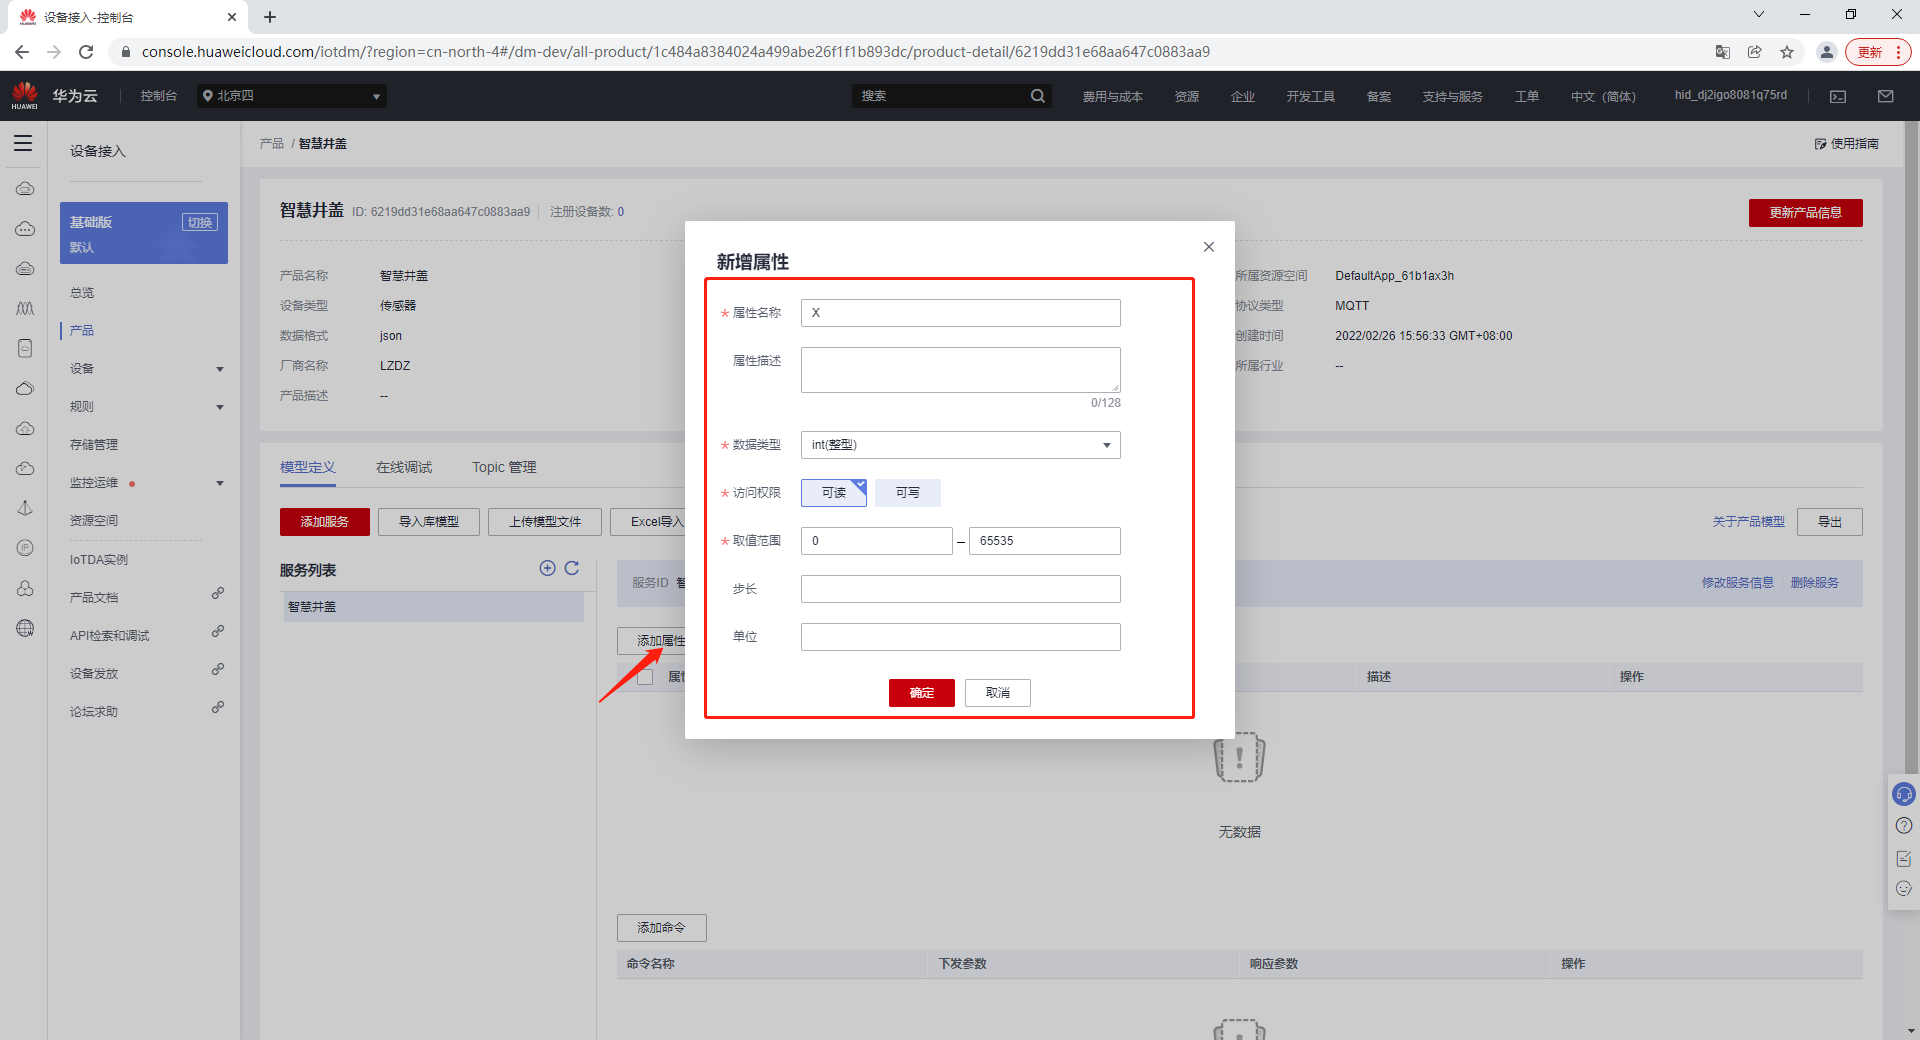 设备接入-控制台
console.huaweicloud.com/iotdm/?region=cn-north-4#/dm-dev/all-product/1c484a8384024a499abe26f1f1b893dc/product-detail/6219dd31e68aa647c0883aa9
更新
HUAWEI
华为云
控制台
北京四
搜索
费用与成本
资源
企业
开发工具
备案
支持与服务
工单
中文（简体）
hid_dj2igo8081q75rd
设备接入
基础版
切换
默认
总览
产品
设备
规则
存储管理
监控运维
资源空间
IoTDA实例
产品文档
API检索和调试
设备发放
论坛求助
产品 / 智慧井盖
使用指南
智慧井盖 ID: 6219dd31e68aa647c0883aa9 注册设备数: 0
更新产品信息
产品名称 智慧井盖
设备类型 传感器
数据格式 json
厂商名称 LZDZ
产品描述 --
所属资源空间 DefaultApp_61b1ax3h
协议类型 MQTT
创建时间 2022/02/26 15:56:33 GMT+08:00
所属行业 --
模型定义 在线调试 Topic 管理
添加服务 导入库模型 上传模型文件 Excel导入
关于产品模型 导出
服务列表
智慧井盖
服务ID
修改服务信息 删除服务
添加属性
描述 操作
无数据
添加命令
命令名称 下发参数 响应参数 操作
新增属性
* 属性名称 X
属性描述
0/128
* 数据类型 int(整型)
* 访问权限 可读 可写
* 取值范围 0 – 65535
步长
单位
确定 取消